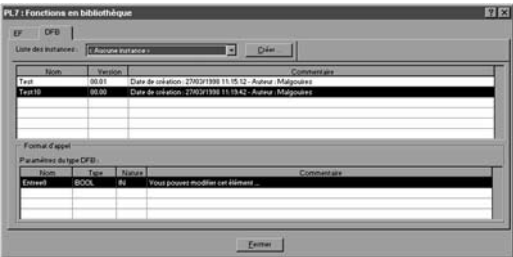 PL7 : Fonctions en bibliothèque
EF DFB
Liste des instances : < Aucune instance > Créer...
Nom Version Commentaire
Test 00.01 Date de création : 27/03/1998 11:15:12 - Auteur : Malgouires
Test10 00.00 Date de création : 27/03/1998 11:19:42 - Auteur : Malgouires
Format d'appel
Paramètres du type DFB :
Nom Type Nature Commentaire
Entree0 BOOL IN Vous pouvez modifier cet élément ...
Fermer